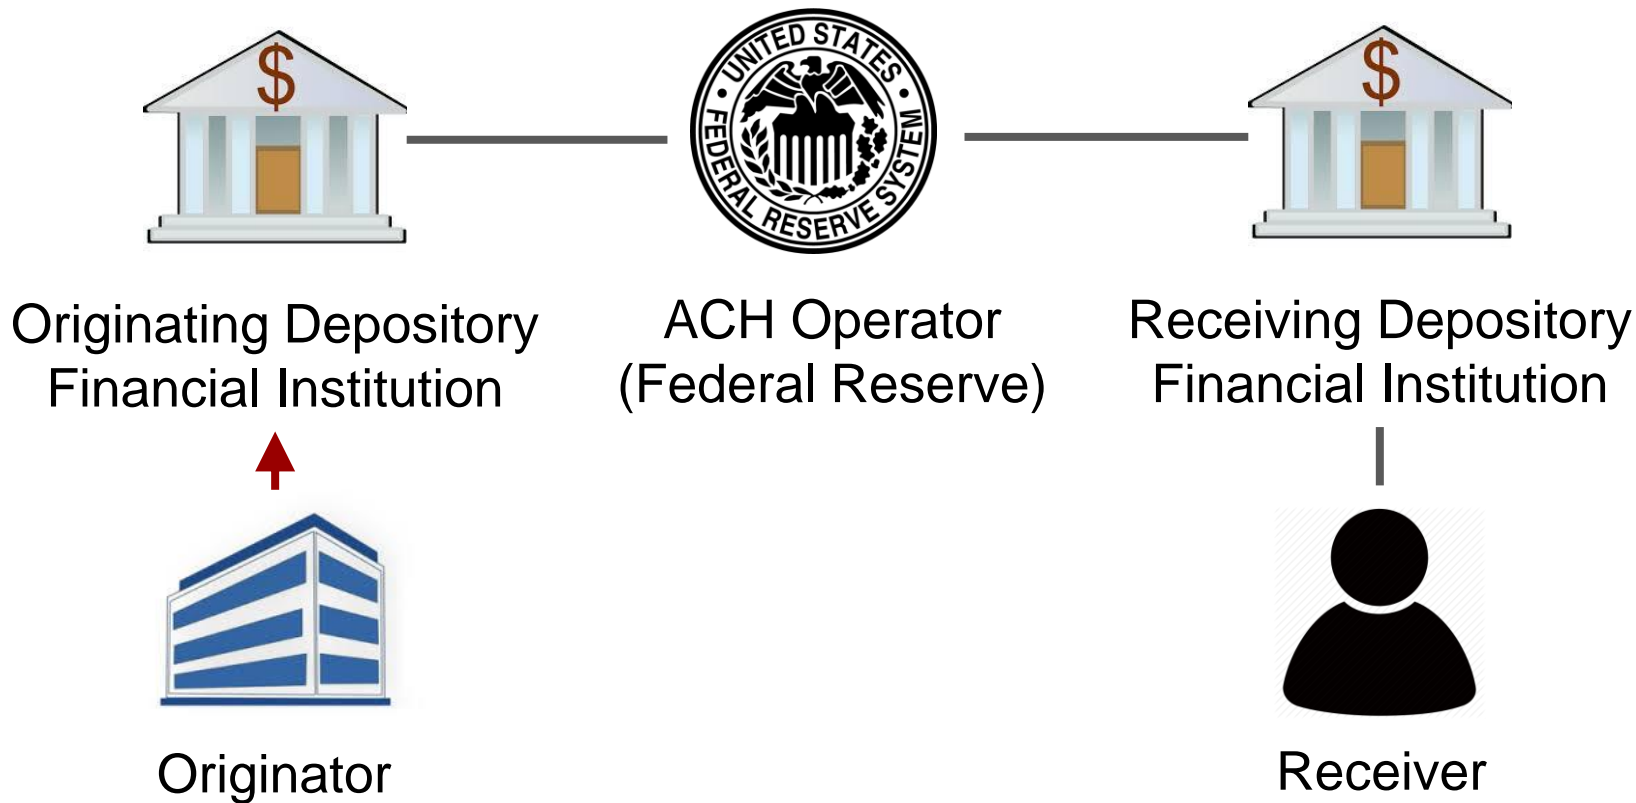 $
UNITED STATES
FEDERAL RESERVE SYSTEM
$
Originating Depository
Financial Institution
ACH Operator
(Federal Reserve)
Receiving Depository
Financial Institution
Originator
Receiver